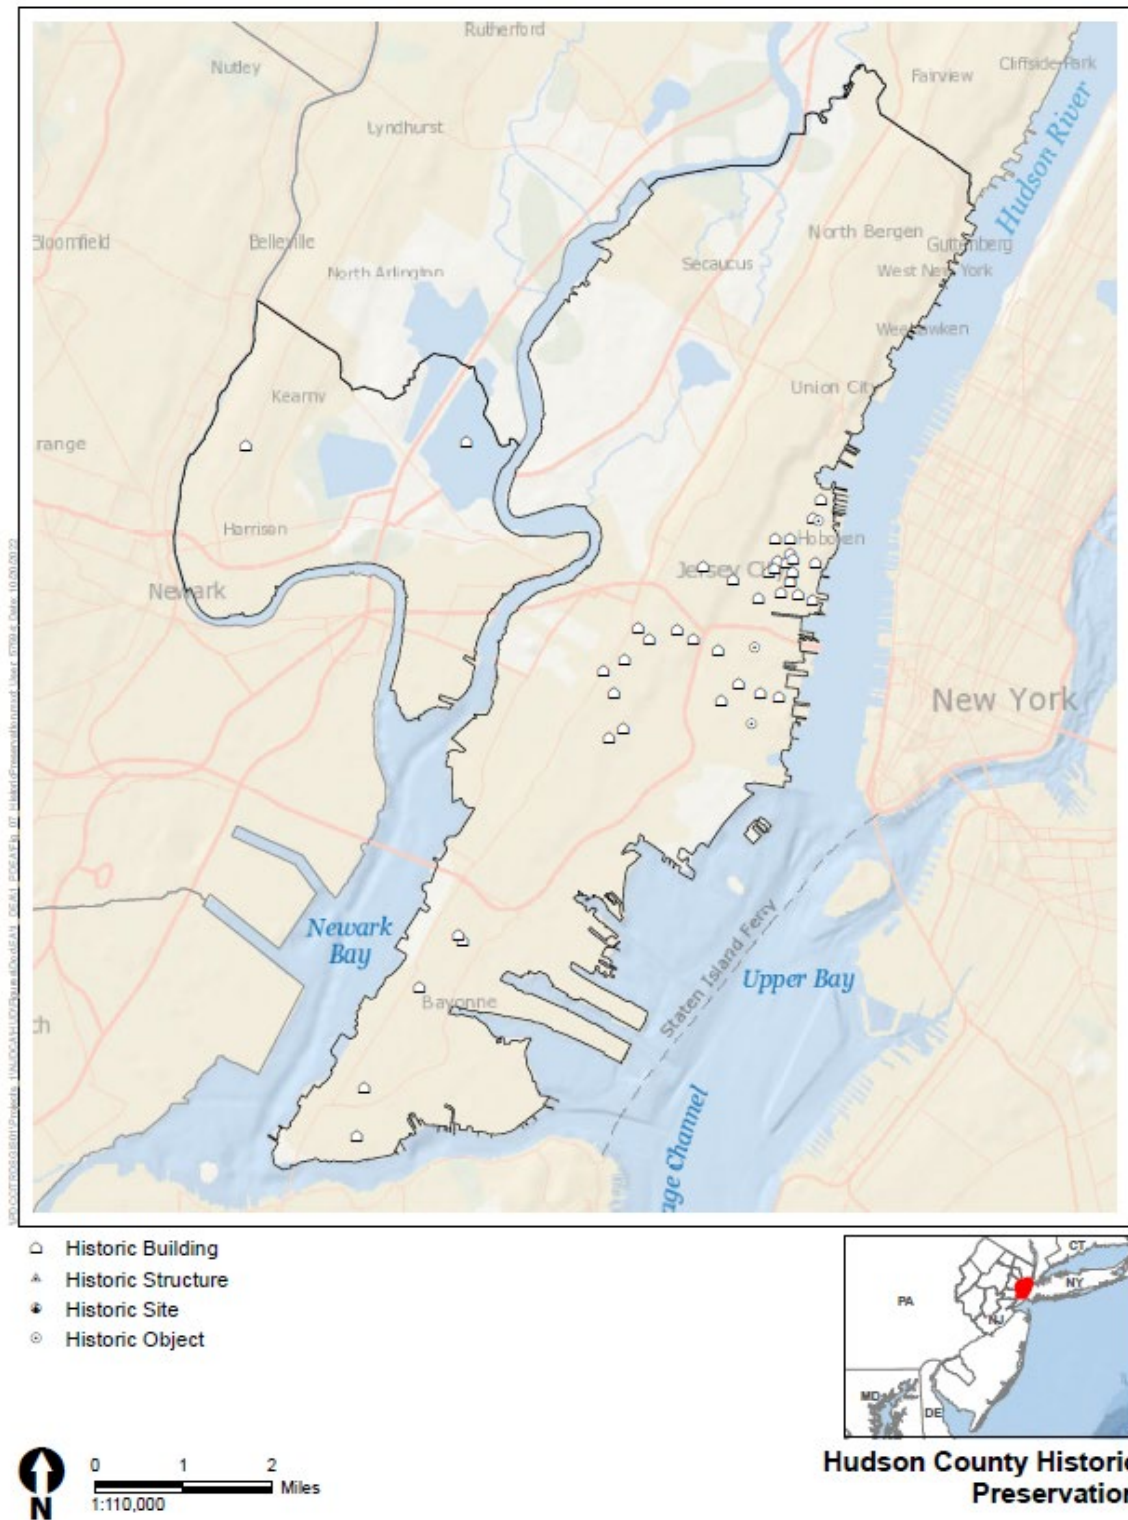 Rutherford
Nutley
Cliffside Park
Fairview
Lyndhurst
Hudson River
Bloomfield
Belleville
North Bergen
Guttenberg
North Arlington
Secaucus
West New York
Weehawken
Union City
Kearny
range
Harrison
Hoboken
Jersey City
Newark
New York
Newark
Bay
Staten Island Ferry
Upper Bay
Bayonne
ch
age Channel
Historic Building
Historic Structure
Historic Site
Historic Object
CT
NY
PA
NJ
MD
DE
N
0 1 2
Miles
1:110,000
Hudson County Historic
Preservation